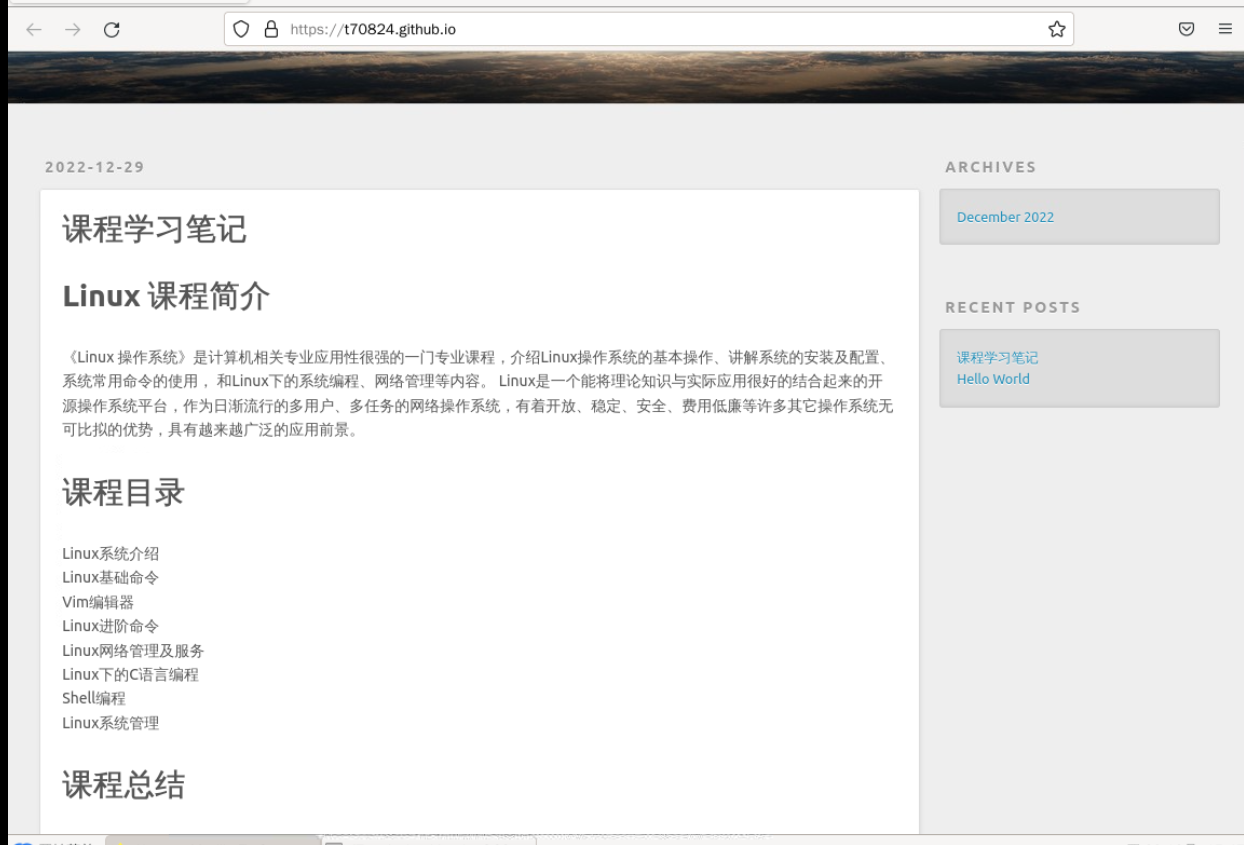 https://t70824.github.io
2022-12-29
课程学习笔记
Linux 课程简介
《Linux 操作系统》是计算机相关专业应用性很强的一门专业课程，介绍Linux操作系统的基本操作、讲解系统的安装及配置、
系统常用命令的使用， 和Linux下的系统编程、网络管理等内容。 Linux是一个能将理论知识与实际应用很好的结合起来的开
源操作系统平台，作为日渐流行的多用户、多任务的网络操作系统，有着开放、稳定、安全、费用低廉等许多其它操作系统无
可比拟的优势，具有越来越广泛的应用前景。
课程目录
Linux系统介绍
Linux基础命令
Vim编辑器
Linux进阶命令
Linux网络管理及服务
Linux下的C语言编程
Shell编程
Linux系统管理
课程总结
ARCHIVES
December 2022
RECENT POSTS
课程学习笔记
Hello World